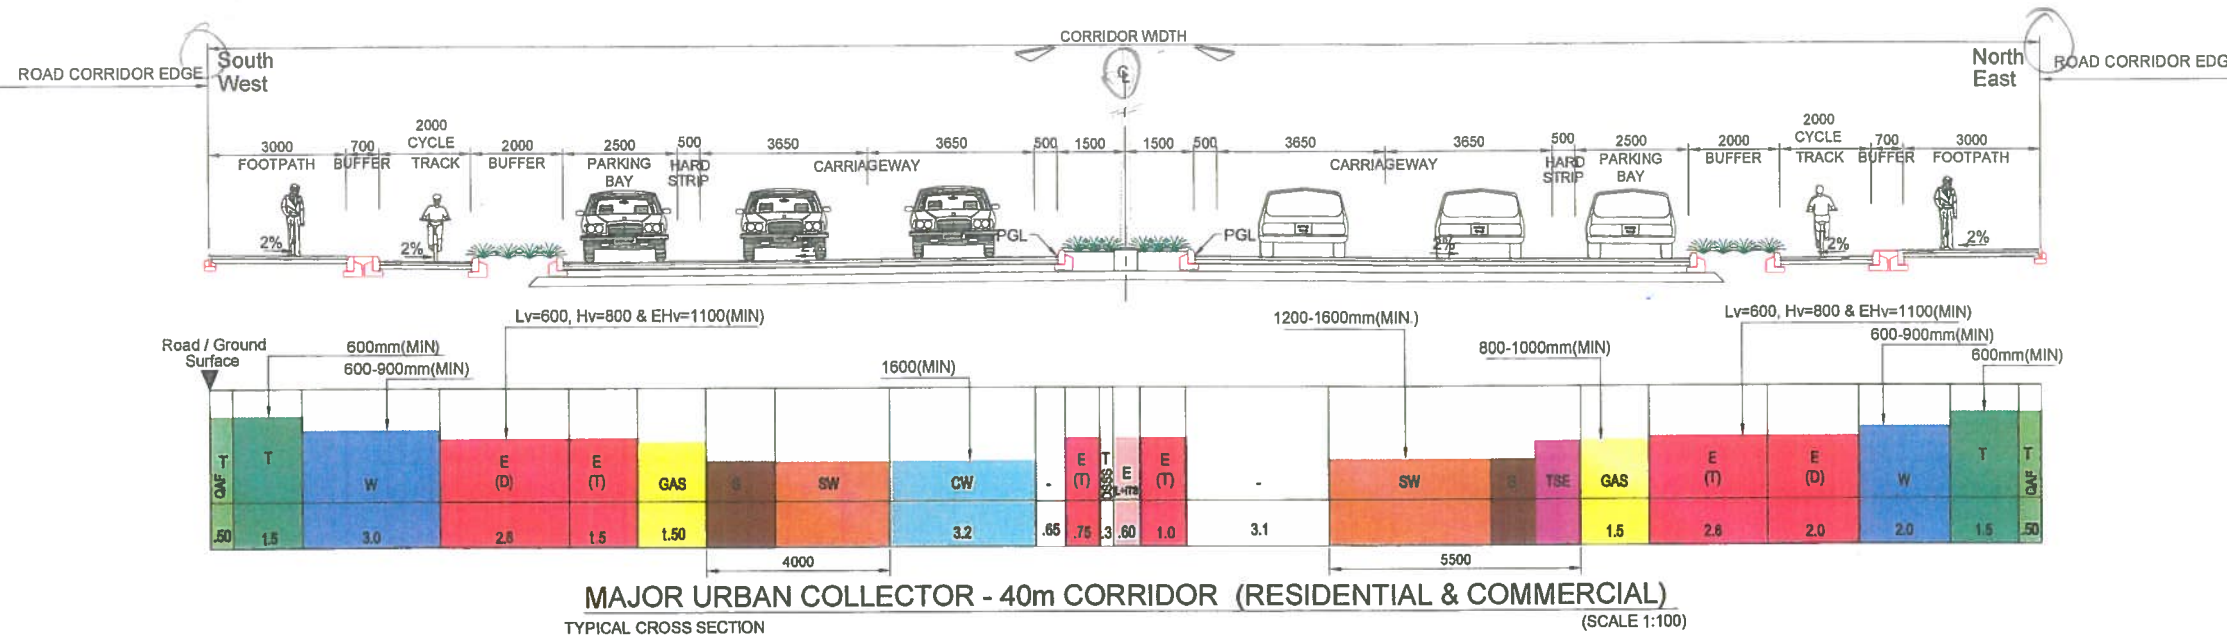 CORRIDOR WIDTH
ROAD CORRIDOR EDGE
South
West
℄
North
East
ROAD CORRIDOR EDG
3000
FOOTPATH
700
BUFFER
2000
CYCLE
TRACK
2000
BUFFER
2500
PARKING
BAY
500
HARD
STRIP
3650
CARRIAGEWAY
3650
500
1500
1500
500
3650
CARRIAGEWAY
3650
500
HARD
STRIP
2500
PARKING
BAY
2000
BUFFER
2000
CYCLE
TRACK
700
BUFFER
3000
FOOTPATH
2%
2%
PGL
PGL
2%
2%
2%
Road / Ground
Surface
600mm(MIN)
600-900mm(MIN)
Lv=600, Hv=800 & EHv=1100(MIN)
1600(MIN)
1200-1600mm(MIN.)
800-1000mm(MIN)
Lv=600, Hv=800 & EHv=1100(MIN)
600-900mm(MIN)
600mm(MIN)
T
QAF
.50
T
1.5
W
3.0
E
(D)
E
(T)
1.5
GAS
1.50
S
SW
CW
3.2
-
.65
E
(T)
.75
T
.3
E
.60
E
(T)
1.0
-
3.1
SW
S
TSE
GAS
1.5
E
(T)
2.6
E
(D)
2.0
W
2.0
T
1.5
T
QAF
.50
4000
5500
MAJOR URBAN COLLECTOR - 40m CORRIDOR (RESIDENTIAL & COMMERCIAL)
TYPICAL CROSS SECTION
(SCALE 1:100)